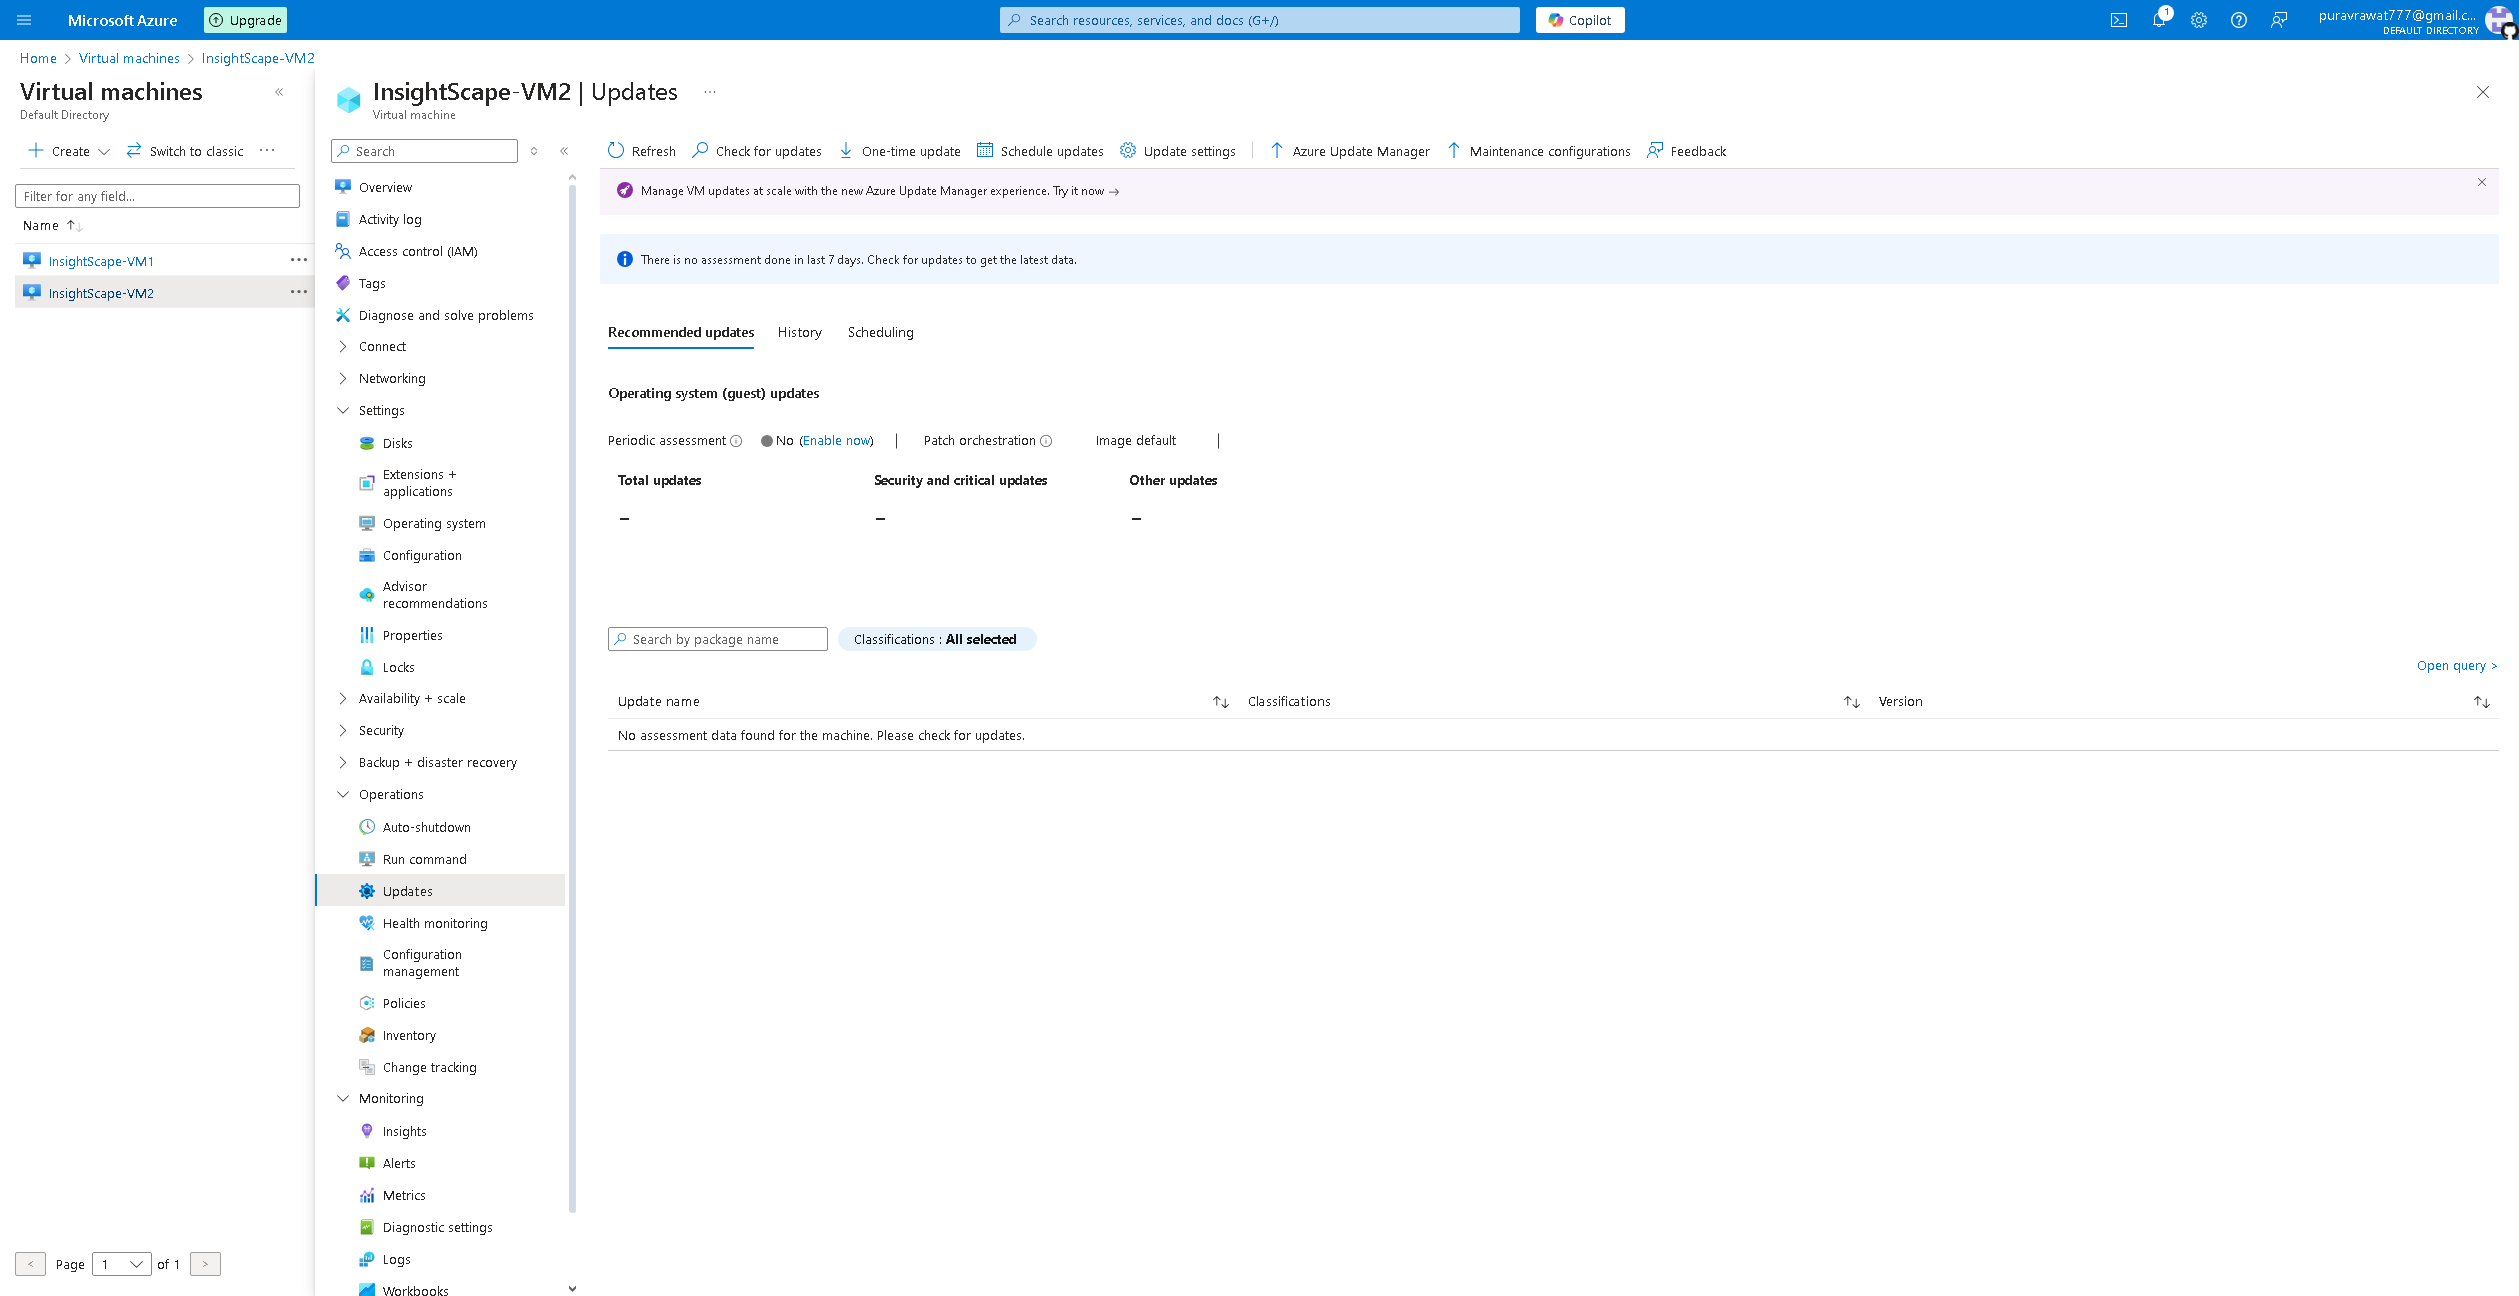 Microsoft Azure
Upgrade
Search resources, services, and docs (G+/)
Copilot
1
puravrawat777@gmail.c...
DEFAULT DIRECTORY
Home > Virtual machines > InsightScape-VM2
Virtual machines
Default Directory
Create
Switch to classic
Filter for any field...
Name
InsightScape-VM1
InsightScape-VM2
< Page 1 of 1 >
InsightScape-VM2 | Updates
Virtual machine
Search
Overview
Activity log
Access control (IAM)
Tags
Diagnose and solve problems
Connect
Networking
Settings
Disks
Extensions +
applications
Operating system
Configuration
Advisor
recommendations
Properties
Locks
Availability + scale
Security
Backup + disaster recovery
Operations
Auto-shutdown
Run command
Updates
Health monitoring
Configuration
management
Policies
Inventory
Change tracking
Monitoring
Insights
Alerts
Metrics
Diagnostic settings
Logs
Workbooks
Refresh
Check for updates
One-time update
Schedule updates
Update settings
Azure Update Manager
Maintenance configurations
Feedback
Manage VM updates at scale with the new Azure Update Manager experience. Try it now →
There is no assessment done in last 7 days. Check for updates to get the latest data.
Recommended updates
History
Scheduling
Operating system (guest) updates
Periodic assessment
No (Enable now)
Patch orchestration
Image default
Total updates
Security and critical updates
Other updates
–
–
–
Search by package name
Classifications : All selected
Open query >
Update name
Classifications
Version
No assessment data found for the machine. Please check for updates.